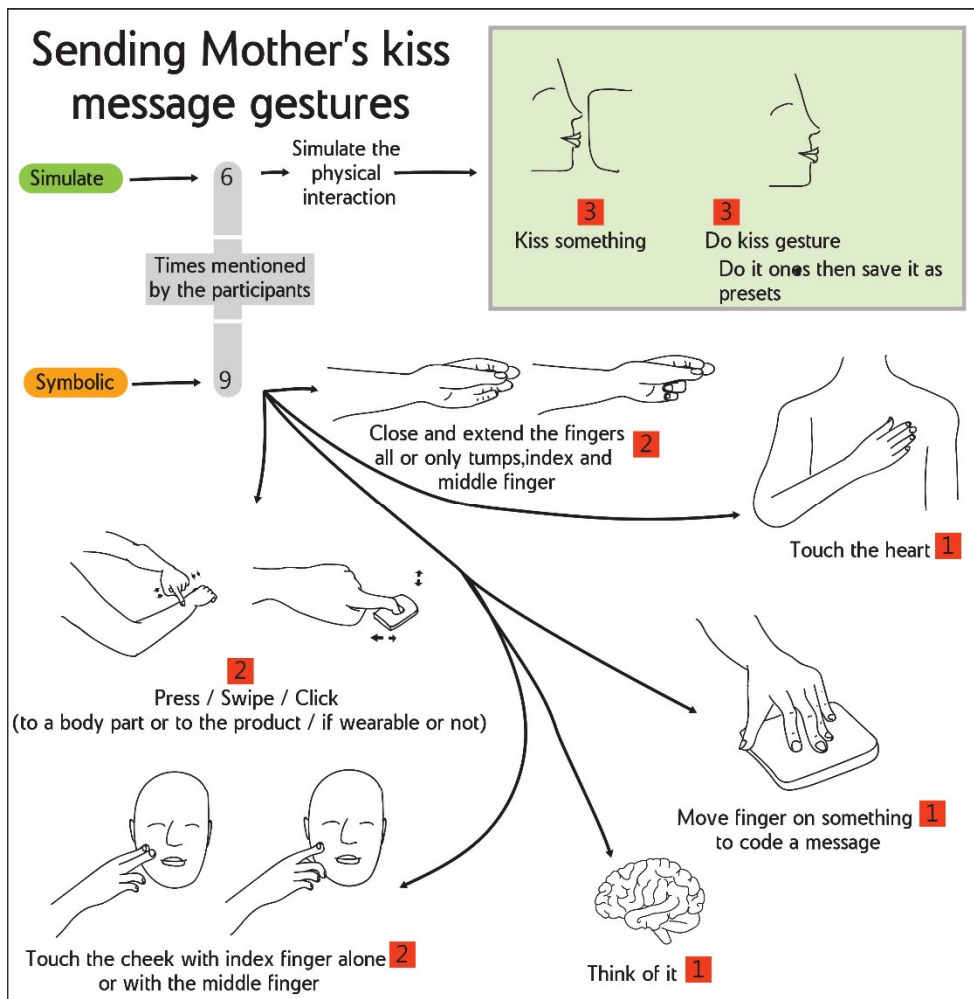 Sending Mother's kiss
message gestures
Simulate
6
Simulate the
physical
interaction
3
Kiss something
3
Do kiss gesture
Do it ones then save it as
presets
Times mentioned
by the participants
Symbolic
9
Close and extend the fingers
all or only tumps,index and
middle finger
2
Touch the heart 1
2
Press / Swipe / Click
(to a body part or to the product / if wearable or not)
Move finger on something 1
to code a message
Touch the cheek with index finger alone 2
or with the middle finger
Think of it 1